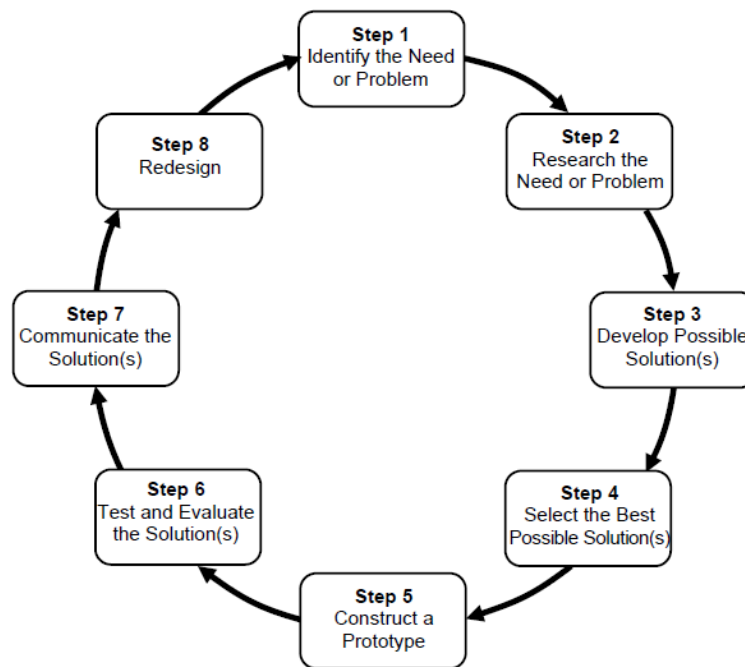 Step 1
Identify the Need
or Problem
Step 2
Research the
Need or Problem
Step 3
Develop Possible
Solution(s)
Step 4
Select the Best
Possible Solution(s)
Step 5
Construct a
Prototype
Step 6
Test and Evaluate
the Solution(s)
Step 7
Communicate the
Solution(s)
Step 8
Redesign